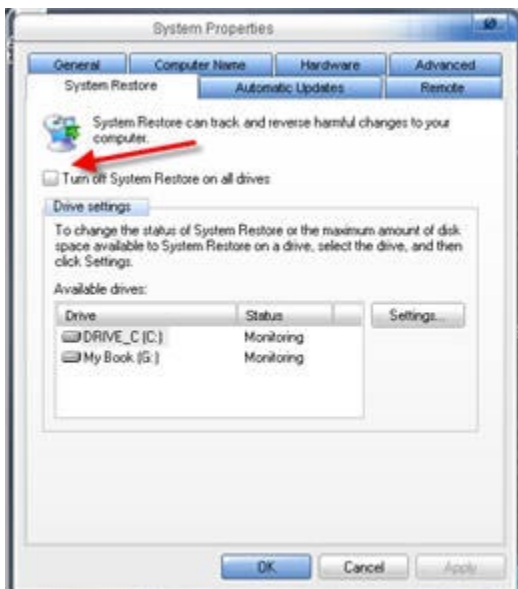 System Properties
General Computer Name Hardware Advanced
System Restore Automatic Updates Remote
System Restore can track and reverse harmful changes to your
computer.
Turn off System Restore on all drives
Drive settings
To change the status of System Restore or the maximum amount of disk
space available to System Restore on a drive, select the drive, and then
click Settings.
Available drives:
Drive Status
DRIVE_C (C:) Monitoring
My Book (G:) Monitoring
Settings...
OK Cancel Apply